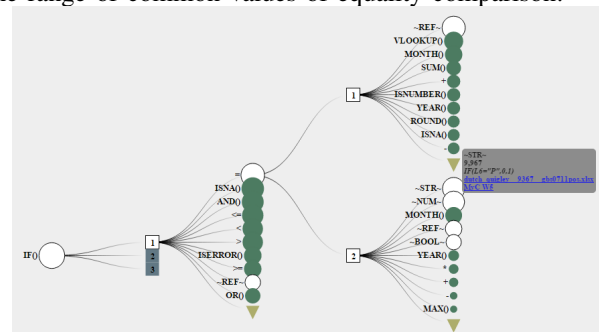 the range of common values of equality comparison.
IF()
1
2
3
=
ISNA()
AND()
<=
<
>
ISERROR()
>=
~REF~
OR()
1
~REF~
VLOOKUP()
MONTH()
SUM()
+
ISNUMBER()
YEAR()
ROUND()
ISNA()
-
~STR~
9,967
IF(L6="P",0,1)
MyC W8
2
~STR~
~NUM~
MONTH()
~REF~
~BOOL~
YEAR()
*
+
-
MAX()